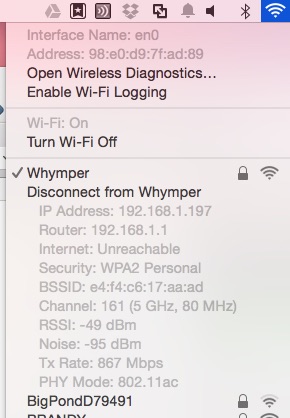 Interface Name: en0
Address: 98:e0:d9:7f:ad:89
Open Wireless Diagnostics...
Enable Wi-Fi Logging
Wi-Fi: On
Turn Wi-Fi Off
Whymper
Disconnect from Whymper
IP Address: 192.168.1.197
Router: 192.168.1.1
Internet: Unreachable
Security: WPA2 Personal
BSSID: e4:f4:c6:17:aa:ad
Channel: 161 (5 GHz, 80 MHz)
RSSI: -49 dBm
Noise: -95 dBm
Tx Rate: 867 Mbps
PHY Mode: 802.11ac
BigPondD79491